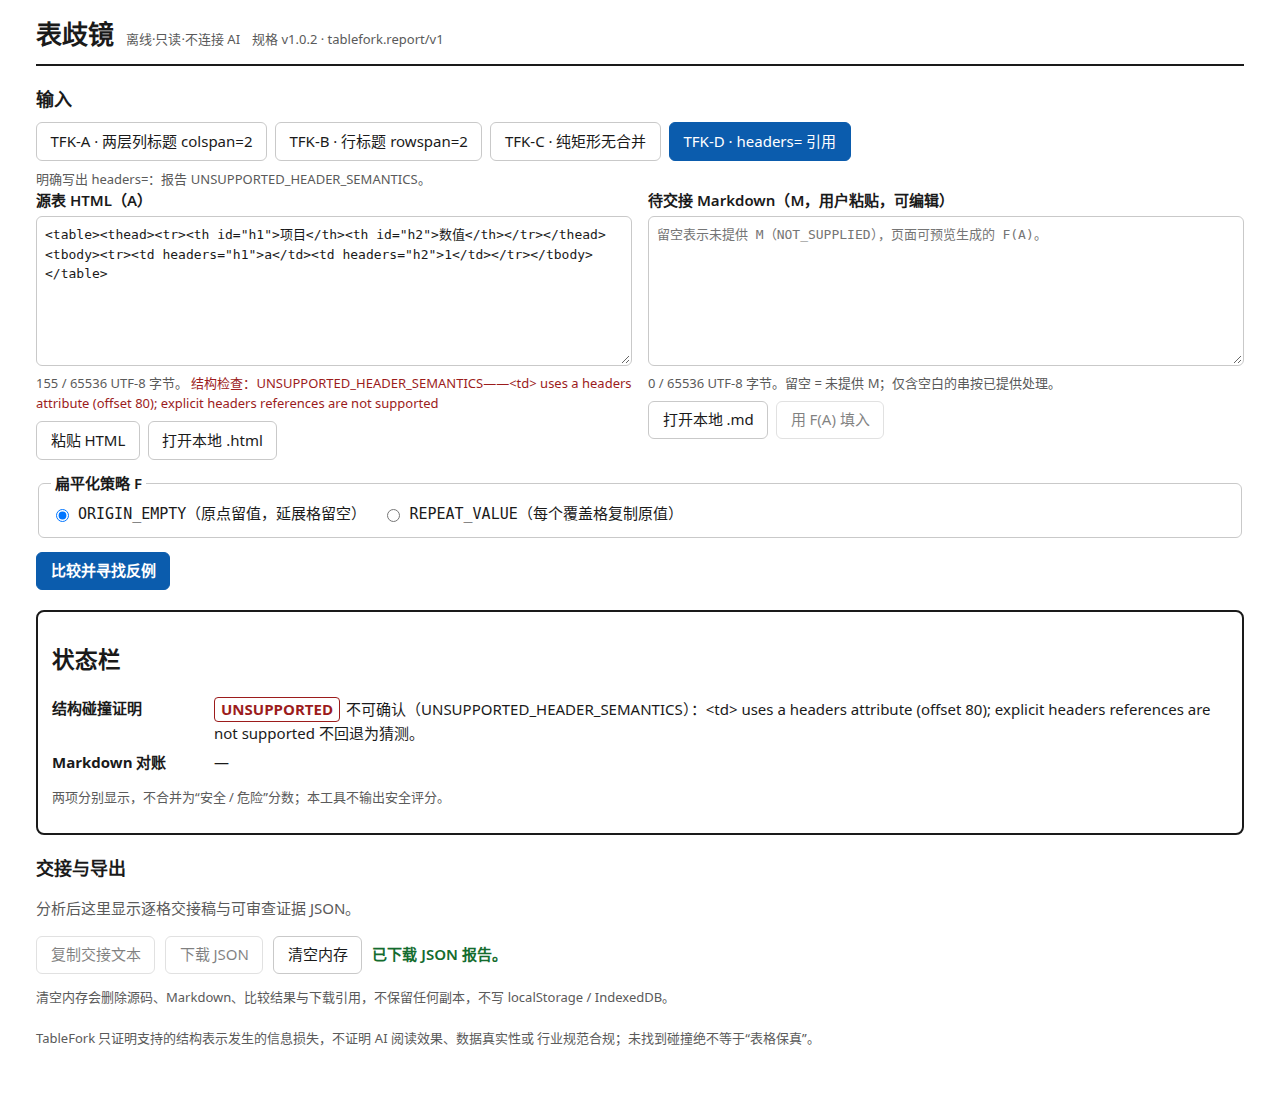 表歧镜 离线·只读·不连接 AI 规格 v1.0.2 · tablefork.report/v1
输入
TFK-A · 两层列标题 colspan=2
TFK-B · 行标题 rowspan=2
TFK-C · 纯矩形无合并
TFK-D · headers= 引用
明确写出 headers=：报告 UNSUPPORTED_HEADER_SEMANTICS。
源表 HTML（A）
<table><thead><tr><th id="h1">项目</th><th id="h2">数值</th></tr></thead>
<tbody><tr><td headers="h1">a</td><td headers="h2">1</td></tr></tbody>
</table>
155 / 65536 UTF-8 字节。 结构检查：UNSUPPORTED_HEADER_SEMANTICS——<td> uses a headers
attribute (offset 80); explicit headers references are not supported
粘贴 HTML
打开本地 .html
待交接 Markdown（M，用户粘贴，可编辑）
留空表示未提供 M（NOT_SUPPLIED），页面可预览生成的 F(A)。
0 / 65536 UTF-8 字节。留空 = 未提供 M；仅含空白的串按已提供处理。
打开本地 .md
用 F(A) 填入
扁平化策略 F
ORIGIN_EMPTY（原点留值，延展格留空）
REPEAT_VALUE（每个覆盖格复制原值）
比较并寻找反例
状态栏
结构碰撞证明
UNSUPPORTED 不可确认（UNSUPPORTED_HEADER_SEMANTICS）：<td> uses a headers attribute (offset 80); explicit headers references are
not supported 不回退为猜测。
Markdown 对账
—
两项分别显示，不合并为“安全 / 危险”分数；本工具不输出安全评分。
交接与导出
分析后这里显示逐格交接稿与可审查证据 JSON。
复制交接文本
下载 JSON
清空内存
已下载 JSON 报告。
清空内存会删除源码、Markdown、比较结果与下载引用，不保留任何副本，不写 localStorage / IndexedDB。
TableFork 只证明支持的结构表示发生的信息损失，不证明 AI 阅读效果、数据真实性或 行业规范合规；未找到碰撞绝不等于“表格保真”。